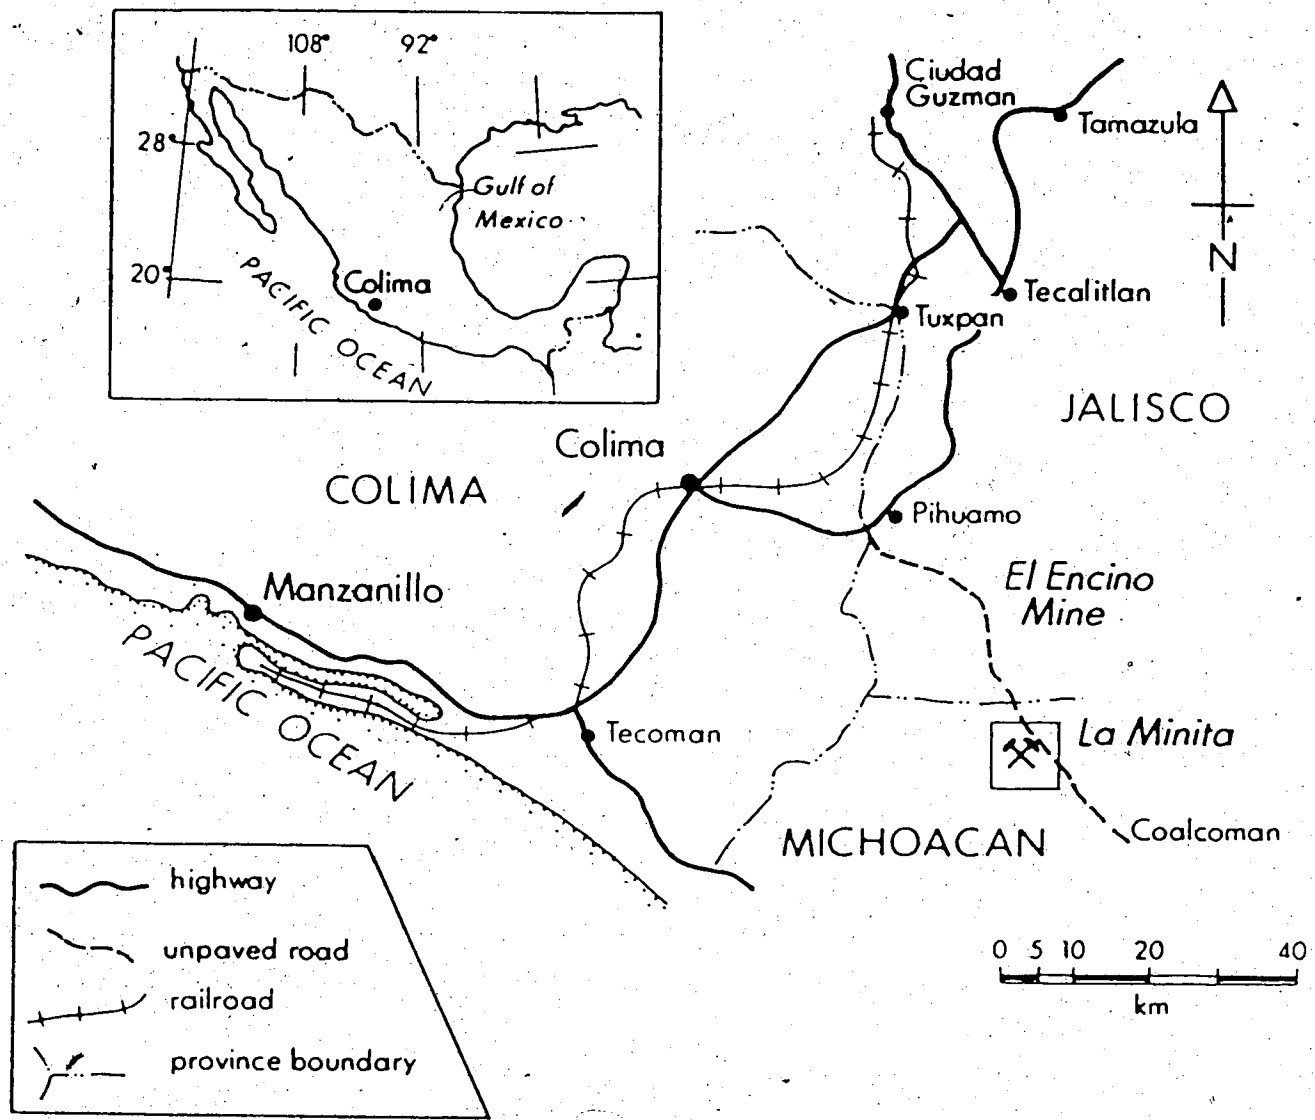 108°
92°
28°
20°
Gulf of
Mexico
Colima
PACIFIC OCEAN
Ciudad
Guzman
Tamazula
N
Tecalitlan
Tuxpan
JALISCO
Colima
COLIMA
Pihuamo
Manzanillo
El Encino
Mine
PACIFIC OCEAN
Tecoman
La Minita
MICHOACAN
Coalcoman
highway
unpaved road
railroad
province boundary
0 5 10 20 40
km